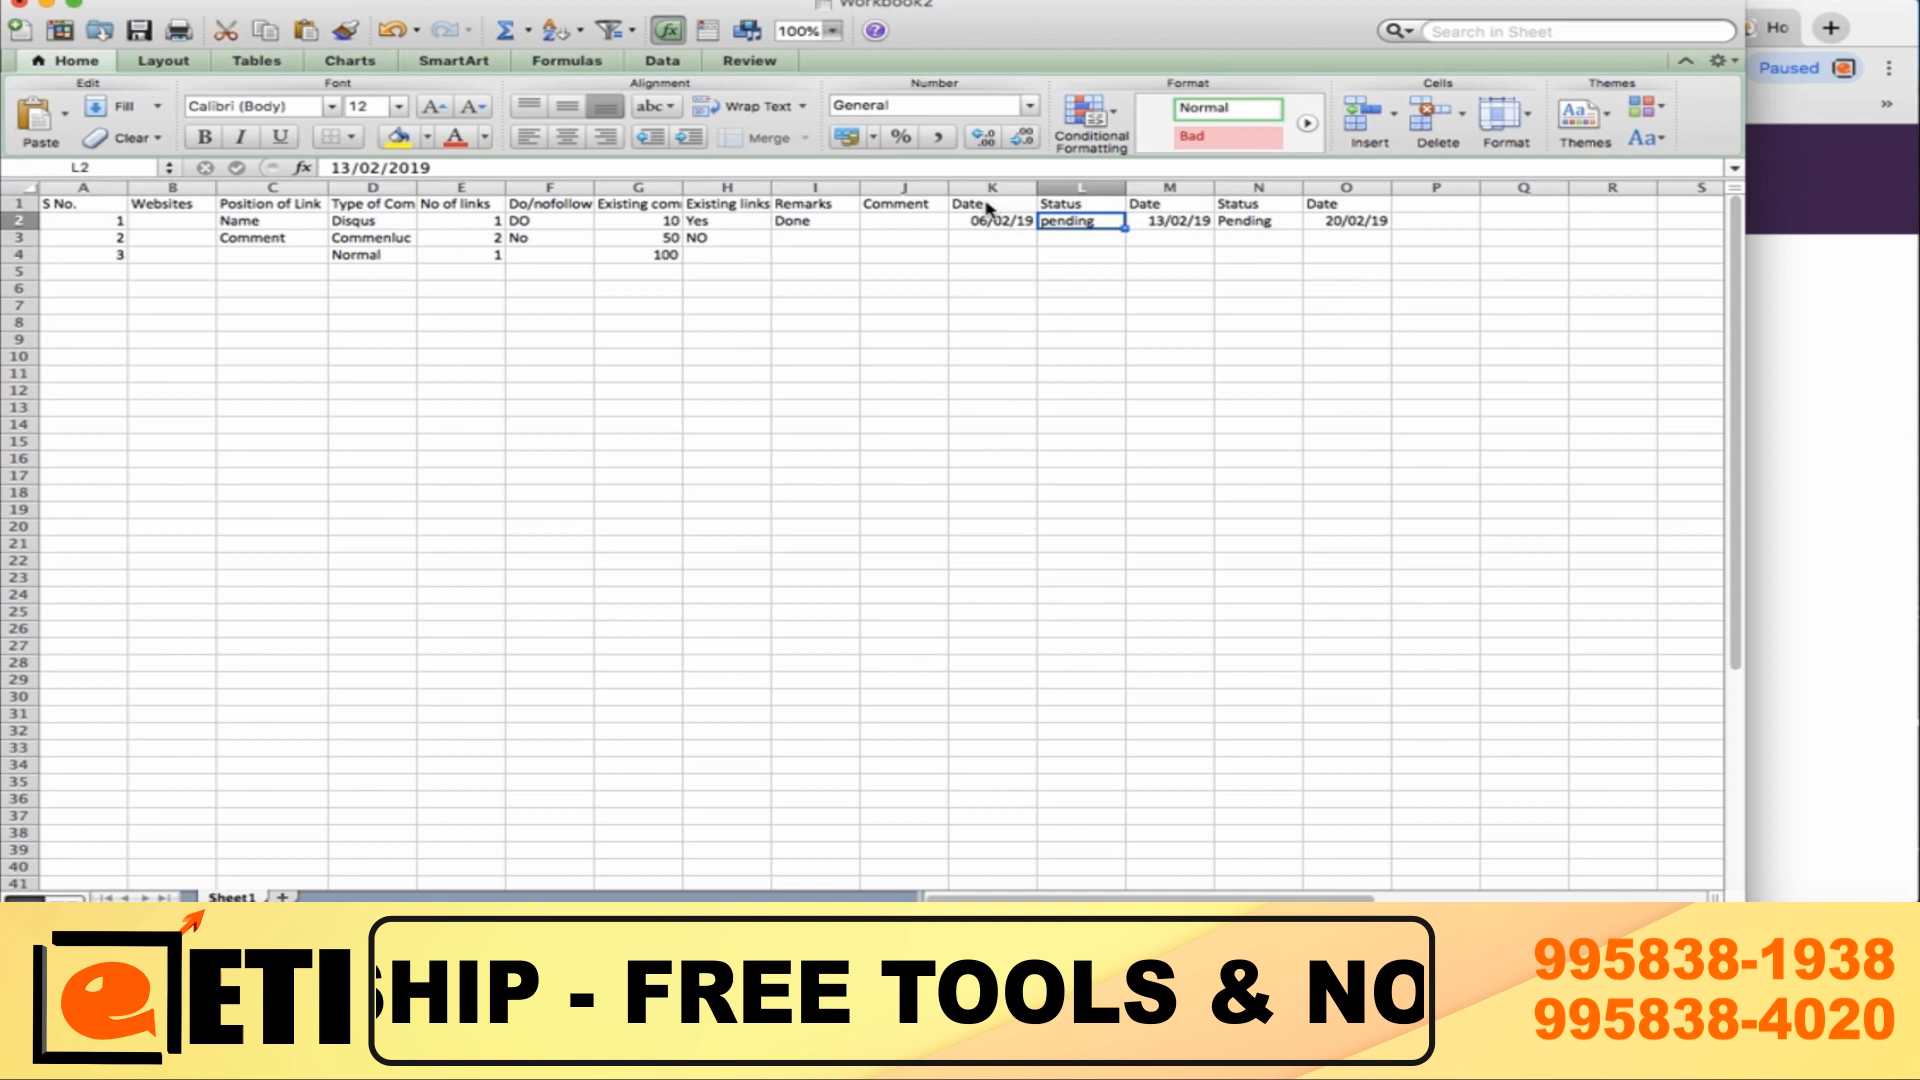 Workbook2
Ho
100%
Search in Sheet
Home Layout Tables Charts SmartArt Formulas Data Review
Paused
Edit Font Alignment Number Format Cells Themes
Fill Calibri (Body) 12 A A abc Wrap Text General Normal
Paste Clear B I U A Merge % Conditional Formatting Bad Insert Delete Format Themes Aa
L2 fx 13/02/2019
A B C D E F G H I J K L M N O P Q R S
1 S No. Websites Position of Link Type of Com No of links Do/nofollow Existing com Existing links Remarks Comment Date Status Date Status Date
2 1 Name Disqus 1 DO 10 Yes Done 06/02/19 pending 13/02/19 Pending 20/02/19
3 2 Comment Commenluc 2 No 50 NO
4 3 Normal 1 100
5
6
7
8
9
10
11
12
13
14
15
16
17
18
19
20
21
22
23
24
25
26
27
28
29
30
31
32
33
34
35
36
37
38
39
40
41
Sheet1
eETI
SHIP - FREE TOOLS & NO
995838-1938
995838-4020